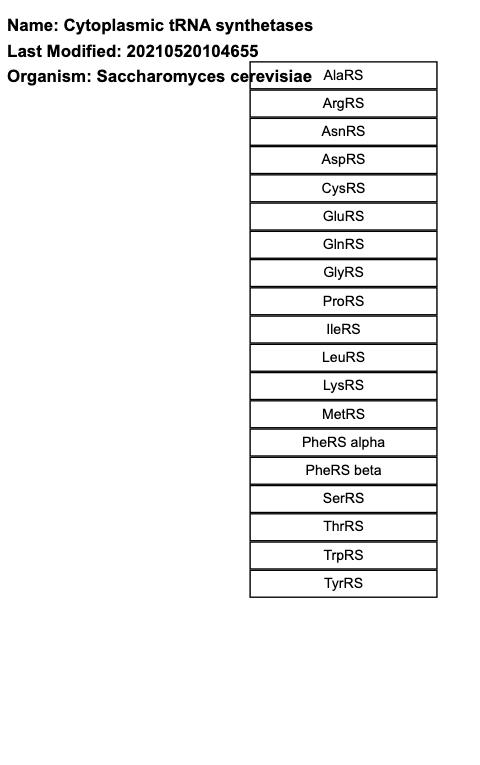 Name: Cytoplasmic tRNA synthetases
Last Modified: 20210520104655
Organism: Saccharomyces cerevisiae
AlaRS
ArgRS
AsnRS
AspRS
CysRS
GluRS
GlnRS
GlyRS
ProRS
IleRS
LeuRS
LysRS
MetRS
PheRS alpha
PheRS beta
SerRS
ThrRS
TrpRS
TyrRS